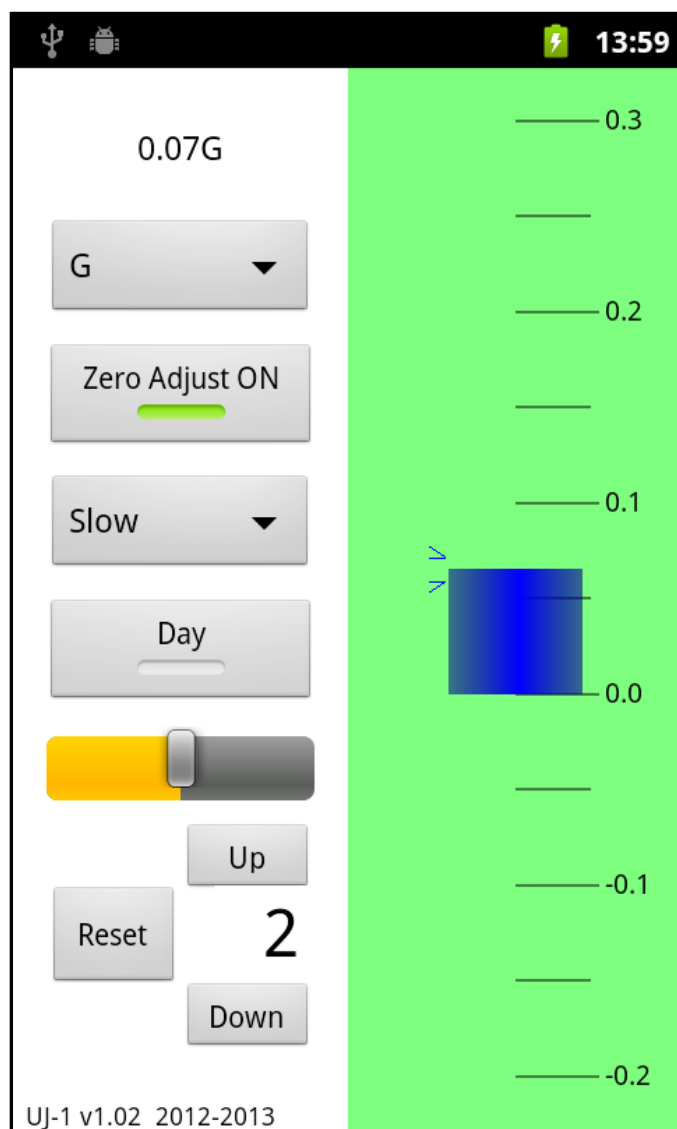 13:59
0.07G
G
Zero Adjust ON
Slow
Day
Up
Reset
2
Down
UJ-1 v1.02 2012-2013
0.3
0.2
0.1
0.0
-0.1
-0.2